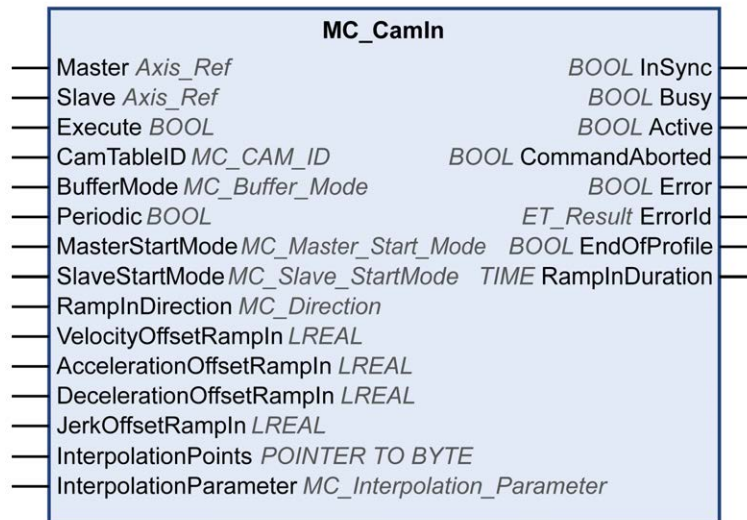 MC_CamIn
Master Axis_Ref BOOL InSync
Slave Axis_Ref BOOL Busy
Execute BOOL BOOL Active
CamTableID MC_CAM_ID BOOL CommandAborted
BufferMode MC_Buffer_Mode BOOL Error
Periodic BOOL ET_Result ErrorId
MasterStartMode MC_Master_Start_Mode BOOL EndOfProfile
SlaveStartMode MC_Slave_StartMode TIME RampInDuration
RampInDirection MC_Direction
VelocityOffsetRampIn LREAL
AccelerationOffsetRampIn LREAL
DecelerationOffsetRampIn LREAL
JerkOffsetRampIn LREAL
InterpolationPoints POINTER TO BYTE
InterpolationParameter MC_Interpolation_Parameter